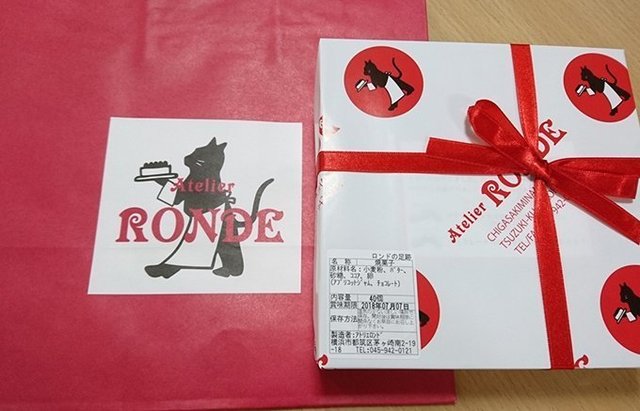 Atelier
RONDE
Atelier RONDE
CHIGASAKIMINA
TSUZUKI-KU
TEL/FA
942-
ロンドの足跡
名 称 焼菓子
原材料名：小麦粉、バター、
砂糖、ココア、卵
(アプリコットジャム、チョコレート)
内容量 40個
賞味期限 2018年07月07日
保存方法
製造者：アトリエロンド
横浜市都筑区茅ヶ崎南2-19
-18 TEL:045-942-0121